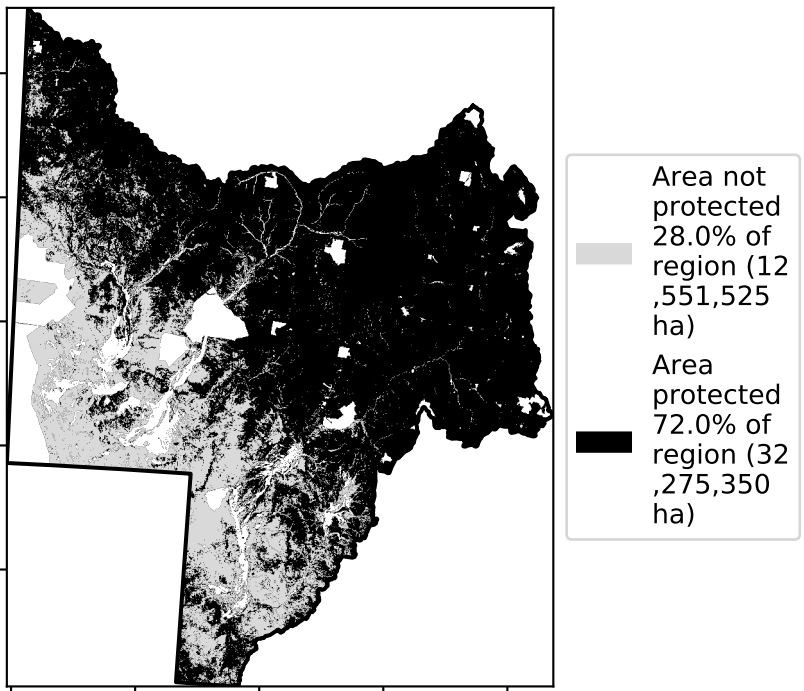 Area not
protected
28.0% of
region (12
,551,525
ha)
Area
protected
72.0% of
region (32
,275,350
ha)